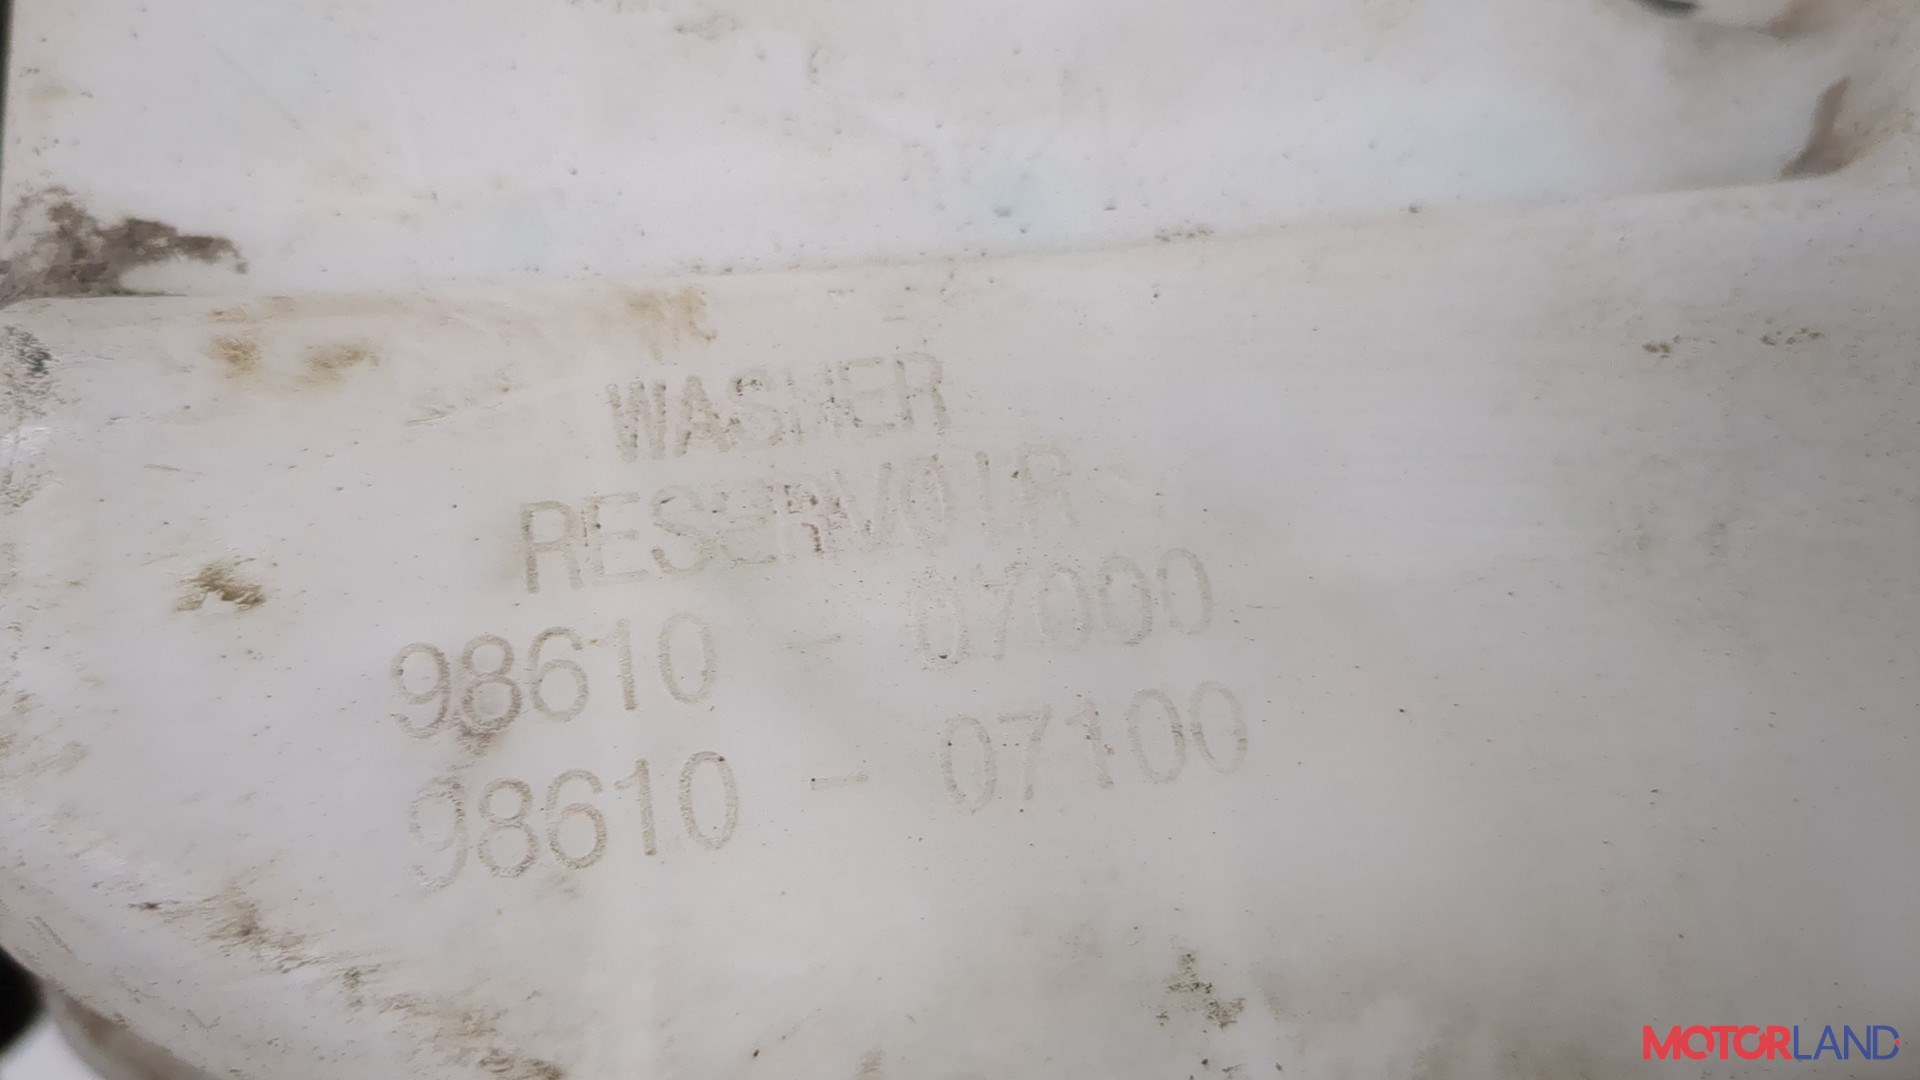 WASHER
RESERVOIR
98610 - 07000
98610 - 07100
MOTORLAND